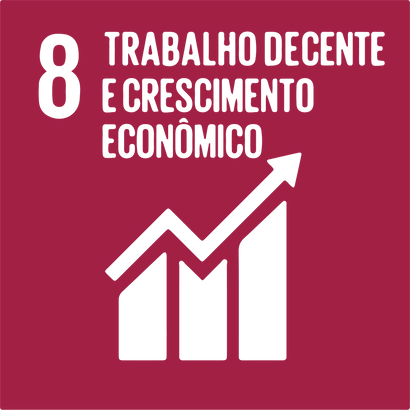 8 TRABALHO DECENTE
E CRESCIMENTO
ECONÔMICO